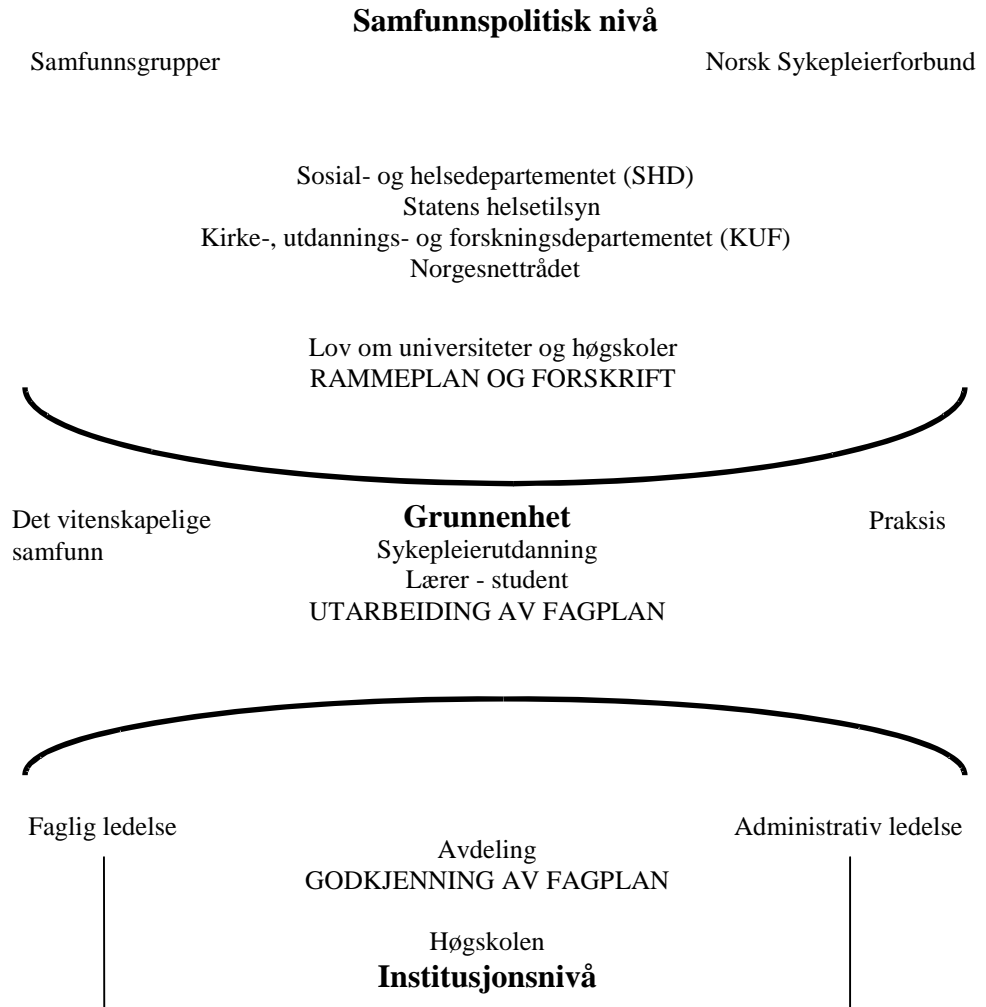 Samfunnspolitisk nivå
Samfunnsgrupper
Norsk Sykepleierforbund
Sosial- og helsedepartementet (SHD)
Statens helsetilsyn
Kirke-, utdannings- og forskningsdepartementet (KUF)
Norgesnettrådet
Lov om universiteter og høgskoler
RAMMEPLAN OG FORSKRIFT
Det vitenskapelige
samfunn
Grunnenhet
Sykepleierutdanning
Lærer - student
UTARBEIDING AV FAGPLAN
Praksis
Faglig ledelse
Administrativ ledelse
Avdeling
GODKJENNING AV FAGPLAN
Høgskolen
Institusjonsnivå